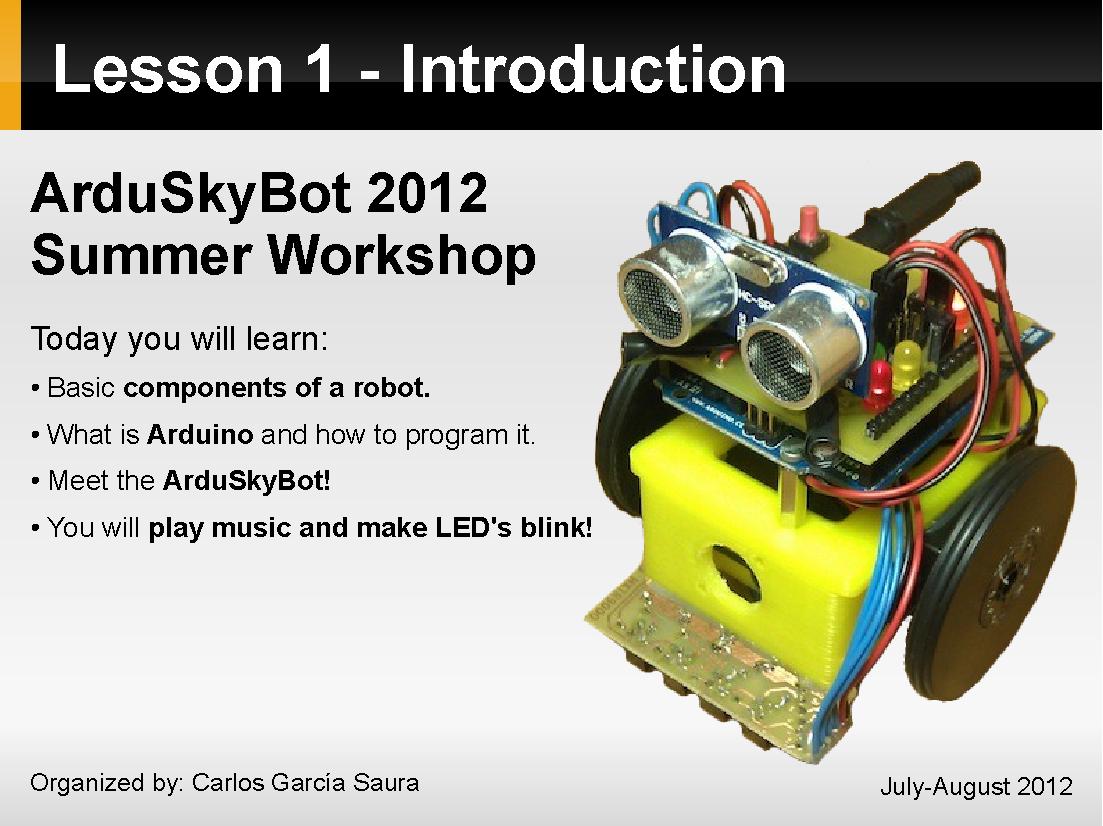 Lesson 1 - Introduction
ArduSkyBot 2012
Summer Workshop
Today you will learn:
• Basic components of a robot.
• What is Arduino and how to program it.
• Meet the ArduSkyBot!
• You will play music and make LED's blink!
Organized by: Carlos García Saura
July-August 2012